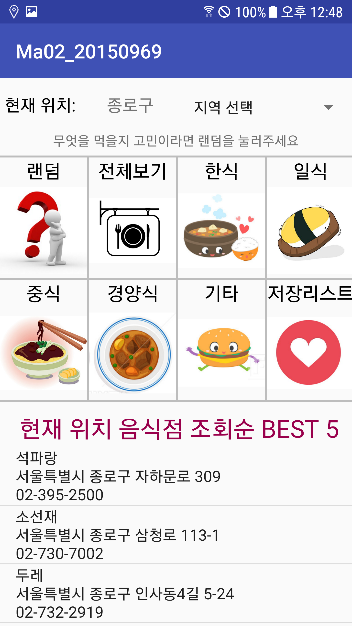 100% 오후 12:48
Ma02_20150969
현재 위치: 종로구 지역 선택
무엇을 먹을지 고민이라면 랜덤을 눌러주세요
랜덤 전체보기 한식 일식
중식 경양식 기타 저장리스트
현재 위치 음식점 조회순 BEST 5
석파랑
서울특별시 종로구 자하문로 309
02-395-2500
소선재
서울특별시 종로구 삼청로 113-1
02-730-7002
두레
서울특별시 종로구 인사동4길 5-24
02-732-2919